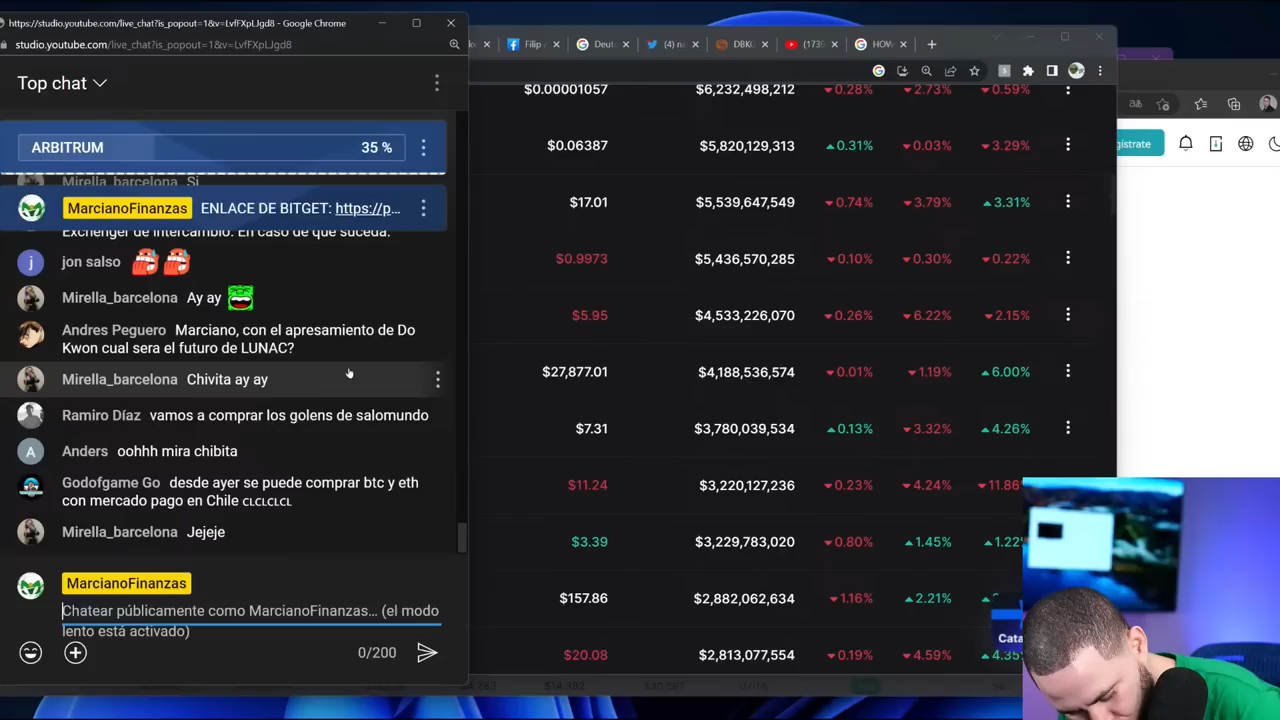 https://studio.youtube.com/live_chat?is_popout=1&v=LvfFXpLJgd8 - Google Chrome
studio.youtube.com/live_chat?is_popout=1&v=LvfFXpLJgd8
Top chat
ARBITRUM 35 %
Mirella_barcelona Si
MarcianoFinanzas ENLACE DE BITGET: https://p...
Exchenger de intercambio. En caso de que suceda.
jon salso
Mirella_barcelona Ay ay
Andres Peguero Marciano, con el apresamiento de Do
Kwon cual sera el futuro de LUNAC?
Mirella_barcelona Chivita ay ay
Ramiro Díaz vamos a comprar los golens de salomundo
Anders oohhh mira chibita
Godofgame Go desde ayer se puede comprar btc y eth
con mercado pago en Chile ᴄʟᴄʟᴄʟᴄʟ
Mirella_barcelona Jejeje
MarcianoFinanzas
Chatear públicamente como MarcianoFinanzas... (el modo
lento está activado)
0/200
Filip
Deut
(4) n
DBK
(173
HOW
$0.00001057 $6,232,498,212 0.28% 2.73% 0.59%
$0.06387 $5,820,129,313 0.31% 0.03% 3.29%
$17.01 $5,539,647,549 0.74% 3.79% 3.31%
$0.9973 $5,436,570,285 0.10% 0.30% 0.22%
$5.95 $4,533,226,070 0.26% 6.22% 2.15%
$27,877.01 $4,188,536,574 0.01% 1.19% 6.00%
$7.31 $3,780,039,534 0.13% 3.32% 4.26%
$11.24 $3,220,127,236 0.23% 4.24% 11.86%
$3.39 $3,229,783,020 0.80% 1.45% 1.22%
$157.86 $2,882,062,634 1.16% 2.21%
$20.08 $2,813,077,554 0.19% 4.59% 4.35%
gístrate
Cata